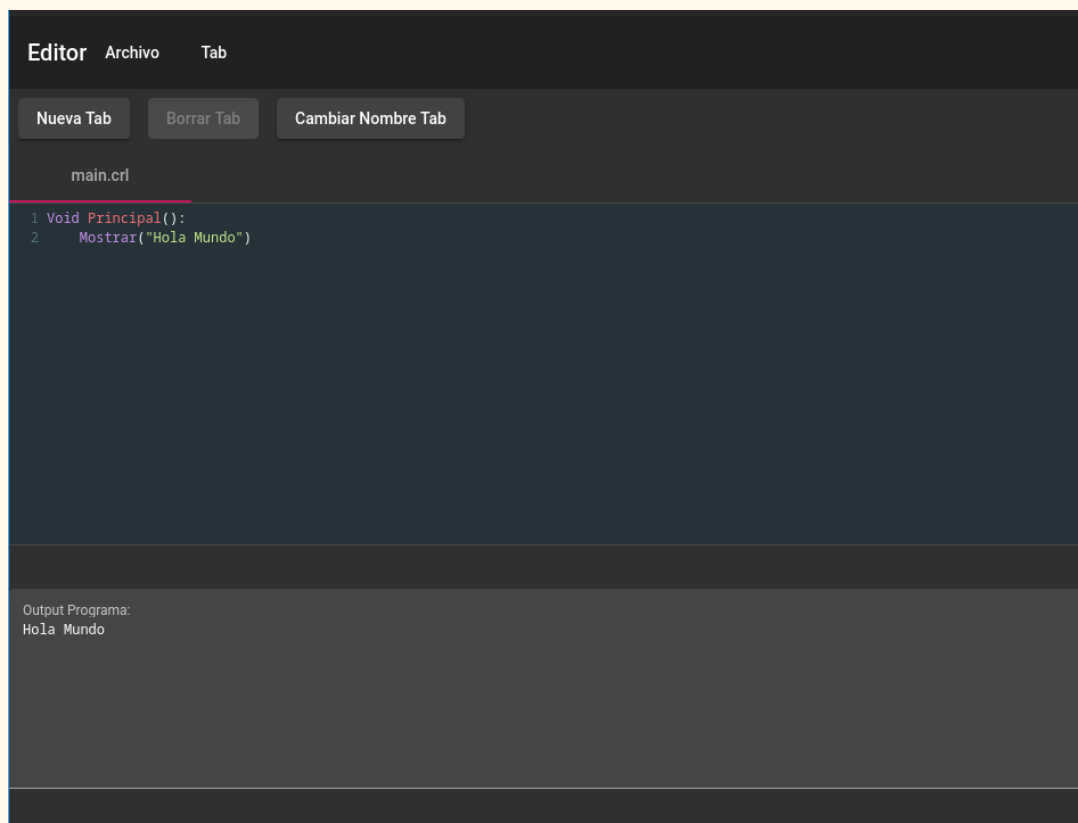 Editor Archivo Tab
Nueva Tab Borrar Tab Cambiar Nombre Tab
main.crl
1 Void Principal():
2     Mostrar("Hola Mundo")
Output Programa:
Hola Mundo